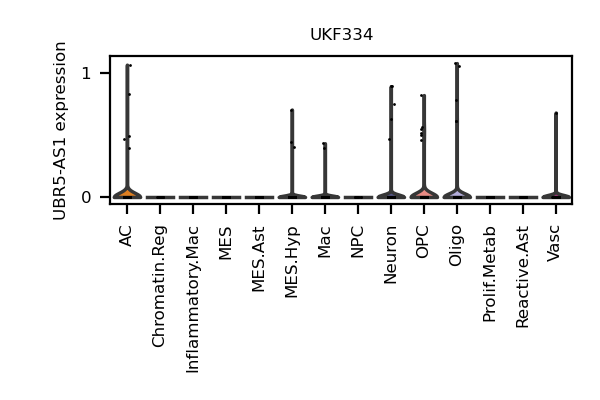 UKF334
UBR5-AS1 expression
1
0
AC
Chromatin.Reg
Inflammatory.Mac
MES
MES.Ast
MES.Hyp
Mac
NPC
Neuron
OPC
Oligo
Prolif.Metab
Reactive.Ast
Vasc